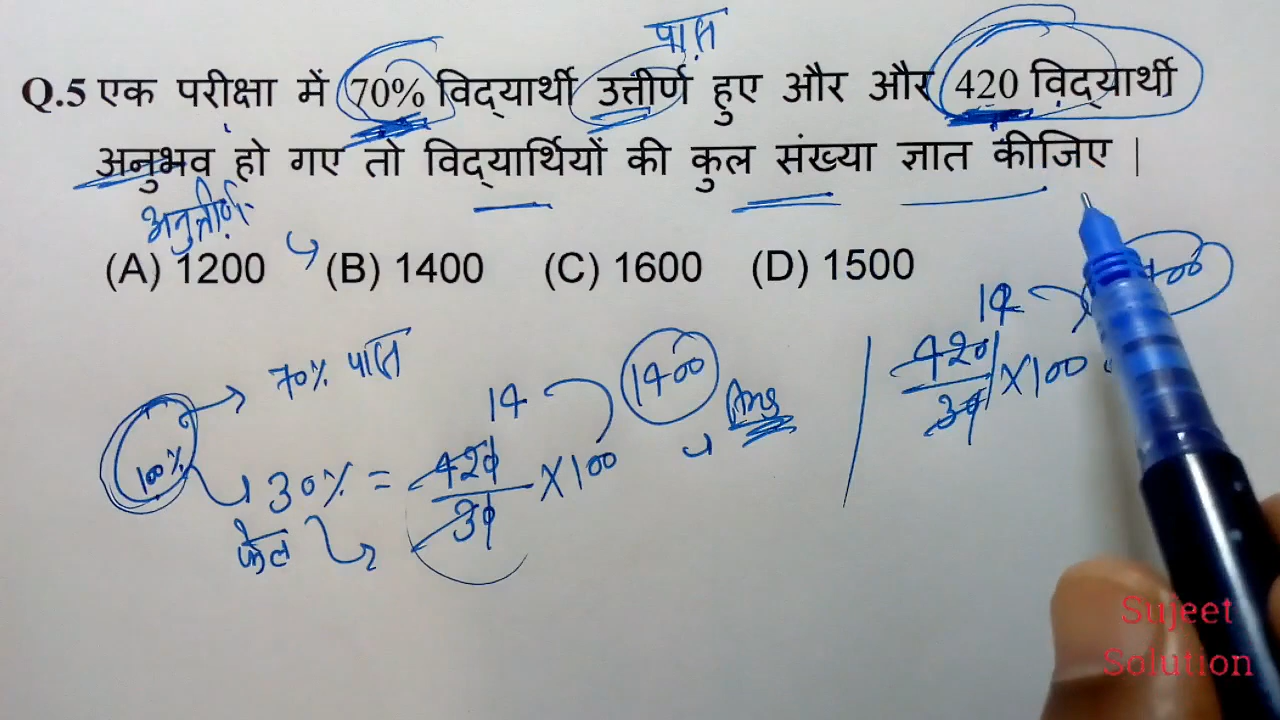 पास
Q.5 एक परीक्षा में 70% विद्यार्थी उत्तीर्ण हुए और और 420 विद्यार्थी
अनुभव हो गए तो विद्यार्थियों की कुल संख्या ज्ञात कीजिए |
अनुत्तीर्ण
(A) 1200 (B) 1400 (C) 1600 (D) 1500
70% पास
100%
30% = 420/30 × 100
14
1400 Ans
फेल
14
420/30 × 100
Sujeet
Solution